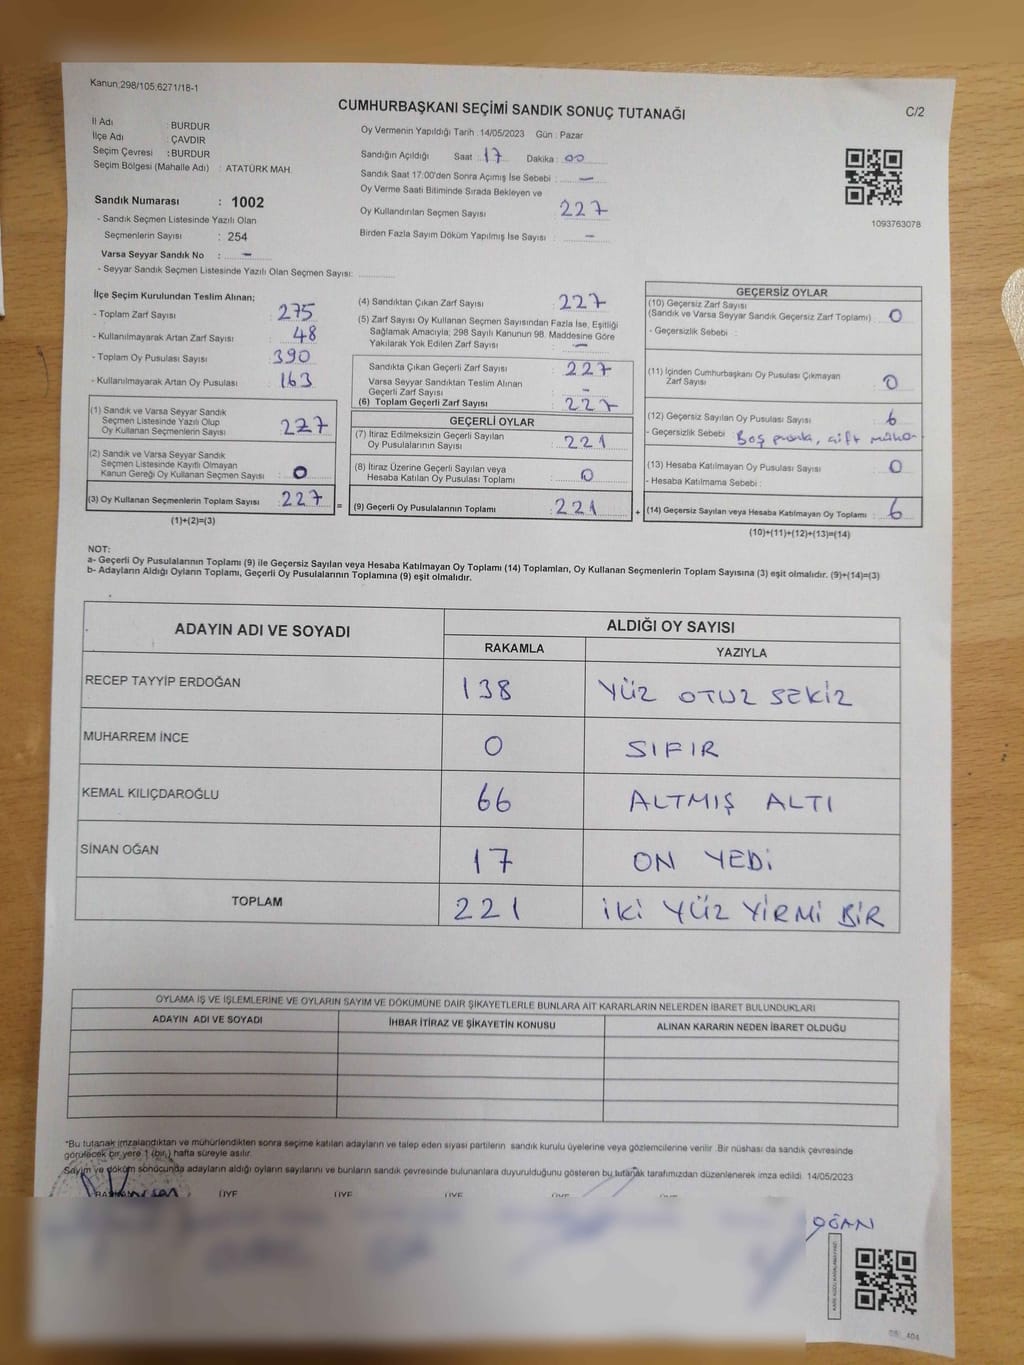 Kanun:298/105;6271/18-1
CUMHURBAŞKANI SEÇİMİ SANDIK SONUÇ TUTANAĞI
C/2
İl Adı : BURDUR
İlçe Adı : ÇAVDIR
Seçim Çevresi : BURDUR
Seçim Bölgesi (Mahalle Adı) : ATATÜRK MAH.
Oy Vermenin Yapıldığı Tarih : 14/05/2023 Gün : Pazar
Sandığın Açıldığı Saat : 17 Dakika : 00
Sandık Saat 17:00'den Sonra Açımış İse Sebebi : -
Oy Verme Saati Bitiminde Sırada Bekleyen ve
Oy Kullandırılan Seçmen Sayısı 227
Birden Fazla Sayım Döküm Yapılmış İse Sayısı : -
1093763078
Sandık Numarası : 1002
- Sandık Seçmen Listesinde Yazılı Olan
Seçmenlerin Sayısı : 254
Varsa Seyyar Sandık No : -
- Seyyar Sandık Seçmen Listesinde Yazılı Olan Seçmen Sayısı:
İlçe Seçim Kurulundan Teslim Alınan;
- Toplam Zarf Sayısı : 275
- Kullanılmayarak Artan Zarf Sayısı : 48
- Toplam Oy Pusulası Sayısı : 390
- Kullanılmayarak Artan Oy Pusulası : 163
(1) Sandık ve Varsa Seyyar Sandık
Seçmen Listesinde Yazılı Olup
Oy Kullanan Seçmenlerin Sayısı : 227
(2) Sandık ve Varsa Seyyar Sandık
Seçmen Listesinde Kayıtlı Olmayan
Kanun Gereği Oy Kullanan Seçmen Sayısı : 0
(3) Oy Kullanan Seçmenlerin Toplam Sayısı : 227 =
(1)+(2)=(3)
(4) Sandıktan Çıkan Zarf Sayısı : 227
(5) Zarf Sayısı Oy Kullanan Seçmen Sayısından Fazla İse, Eşitliği
Sağlamak Amacıyla; 298 Sayılı Kanunun 98. Maddesine Göre
Yakılarak Yok Edilen Zarf Sayısı : -
Sandıkta Çıkan Geçerli Zarf Sayısı : 227
Varsa Seyyar Sandıktan Teslim Alınan
Geçerli Zarf Sayısı : -
(6) Toplam Geçerli Zarf Sayısı : 227
GEÇERLİ OYLAR
(7) İtiraz Edilmeksizin Geçerli Sayılan
Oy Pusulalarının Sayısı : 221
(8) İtiraz Üzerine Geçerli Sayılan veya
Hesaba Katılan Oy Pusulası Toplamı : 0
(9) Geçerli Oy Pusulalarının Toplamı : 221 +
GEÇERSİZ OYLAR
(10) Geçersiz Zarf Sayısı
(Sandık ve Varsa Seyyar Sandık Geçersiz Zarf Toplamı) : 0
- Geçersizlik Sebebi :
(11) İçinden Cumhurbaşkanı Oy Pusulası Çıkmayan
Zarf Sayısı : 0
(12) Geçersiz Sayılan Oy Pusulası Sayısı : 6
- Geçersizlik Sebebi : Boş pusula, çift mühür
(13) Hesaba Katılmayan Oy Pusulası Sayısı : 0
- Hesaba Katılmama Sebebi :
(14) Geçersiz Sayılan veya Hesaba Katılmayan Oy Toplamı : 6
(10)+(11)+(12)+(13)=(14)
NOT:
a- Geçerli Oy Pusulalarının Toplamı (9) ile Geçersiz Sayılan veya Hesaba Katılmayan Oy Toplamı (14) Toplamları, Oy Kullanan Seçmenlerin Toplam Sayısına (3) eşit olmalıdır. (9)+(14)=(3)
b- Adayların Aldığı Oyların Toplamı, Geçerli Oy Pusulalarının Toplamına (9) eşit olmalıdır.
ADAYIN ADI VE SOYADI
ALDIĞI OY SAYISI
RAKAMLA YAZIYLA
RECEP TAYYİP ERDOĞAN 138 YÜZ OTUZ SEKİZ
MUHARREM İNCE 0 SIFIR
KEMAL KILIÇDAROĞLU 66 ALTMIŞ ALTI
SİNAN OĞAN 17 ON YEDİ
TOPLAM 221 İKİ YÜZ YİRMİ BİR
OYLAMA İŞ VE İŞLEMLERİNE VE OYLARIN SAYIM VE DÖKÜMÜNE DAİR ŞİKAYETLERLE BUNLARA AİT KARARLARIN NELERDEN İBARET BULUNDUKLARI
ADAYIN ADI VE SOYADI İHBAR İTİRAZ VE ŞİKAYETİN KONUSU ALINAN KARARIN NEDEN İBARET OLDUĞU
*Bu tutanak imzalandıktan ve mühürlendikten sonra seçime katılan adayların ve talep eden siyasi partilerin sandık kurulu üyelerine veya gözlemcilerine verilir. Bir nüshası da sandık çevresinde
görülecek bir yere 1 (bir) hafta süreyle asılır.
Sayım ve döküm sonucunda adayların aldığı oyların sayılarını ve bunların sandık çevresinde bulunanlara duyurulduğunu gösteren bu tutanak tarafımızdan düzenlenerek imza edildi. 14/05/2023
BAŞKAN ÜYE ÜYE ÜYE ÜYE ÜYE
OĞAN